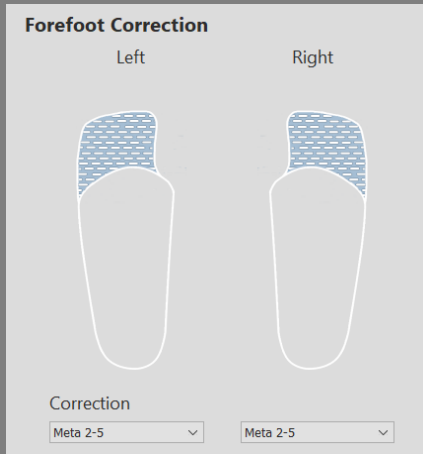 Forefoot Correction
Left Right
Correction
Meta 2-5 Meta 2-5